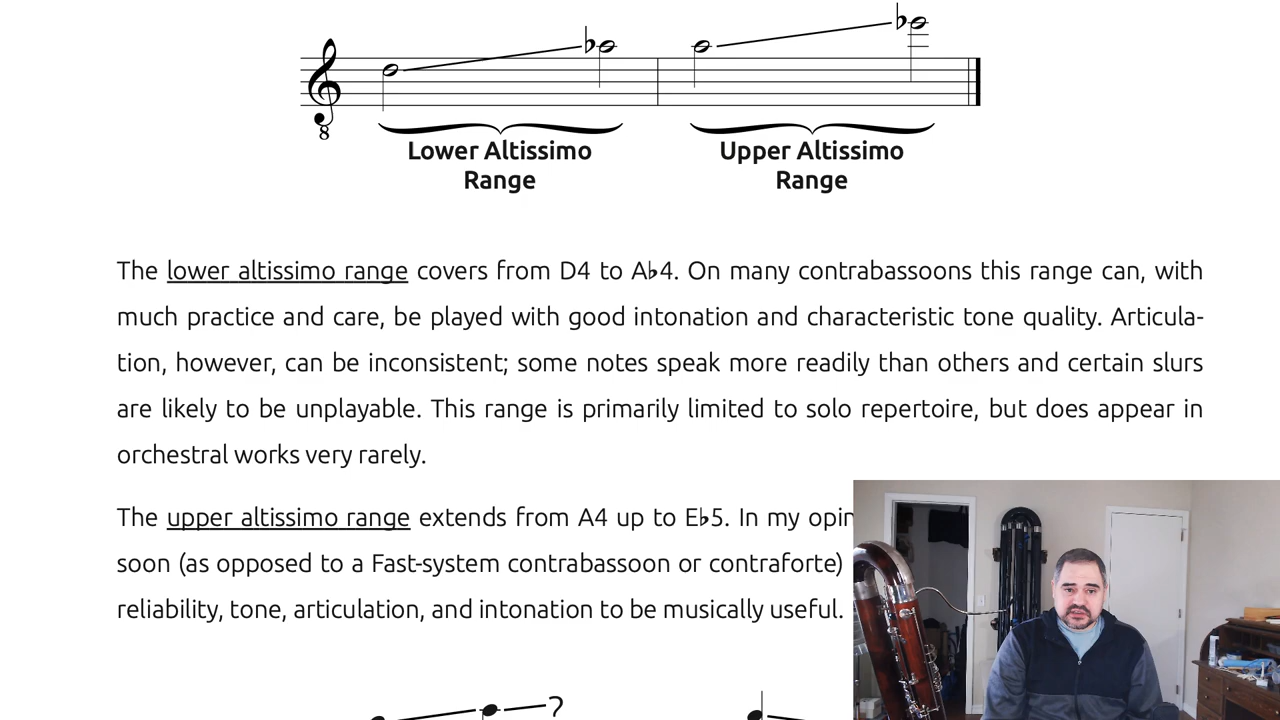 8
Lower Altissimo
Range
Upper Altissimo
Range
The lower altissimo range covers from D4 to A♭4. On many contrabassoons this range can, with
much practice and care, be played with good intonation and characteristic tone quality. Articula-
tion, however, can be inconsistent; some notes speak more readily than others and certain slurs
are likely to be unplayable. This range is primarily limited to solo repertoire, but does appear in
orchestral works very rarely.
The upper altissimo range extends from A4 up to E♭5. In my opin
soon (as opposed to a Fast-system contrabassoon or contraforte)
reliability, tone, articulation, and intonation to be musically useful.
?